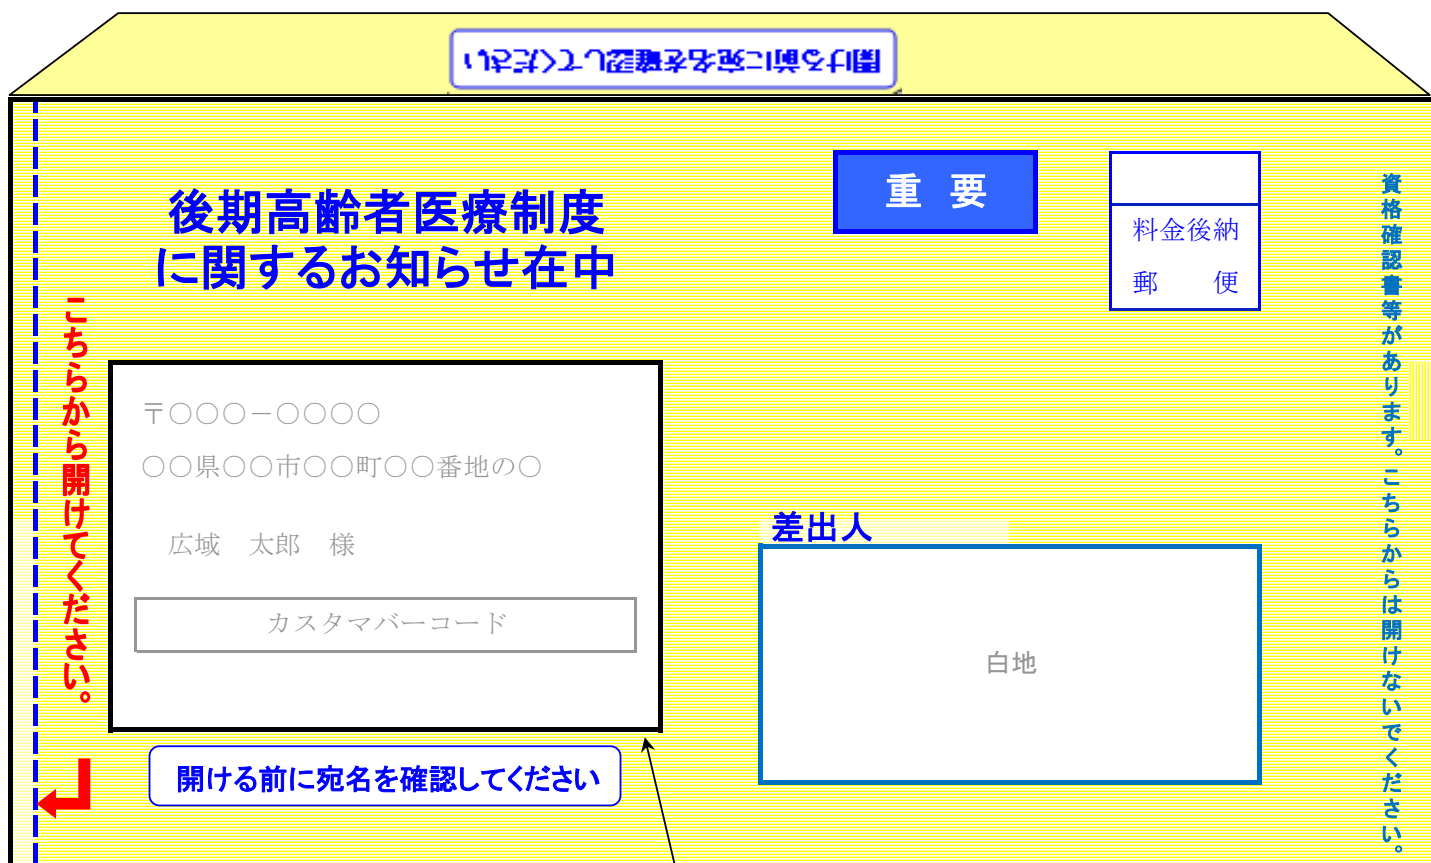 開ける前に宛名を確認してください
重　要
後期高齢者医療制度
に関するお知らせ在中
料金後納
郵　　便
資格確認書等があります。こちらからは開けないでください。
こちらから開けてください。
〒○○○－○○○○
○○県○○市○○町○○番地の○
広域　太郎　様
カスタマバーコード
差出人
白地
開ける前に宛名を確認してください